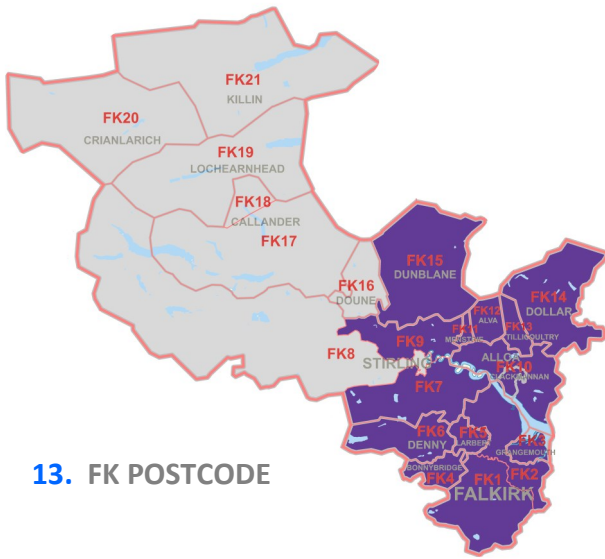 FK21
KILLIN
FK20
CRIANLARICH
FK19
LOCHEARNHEAD
FK18
CALLANDER
FK17
FK15
DUNBLANE
FK16
DOUNE
FK14
DOLLAR
FK12
ALVA
FK11
MENSTRIE
FK13
TILLICOULTRY
FK9
FK8
STIRLING
ALLOA
FK10
CLACKMANNAN
FK7
FK6
DENNY
FK5
LARBERT
FK3
GRANGEMOUTH
BONNYBRIDGE
FK4
FK1
FK2
FALKIRK
13. FK POSTCODE